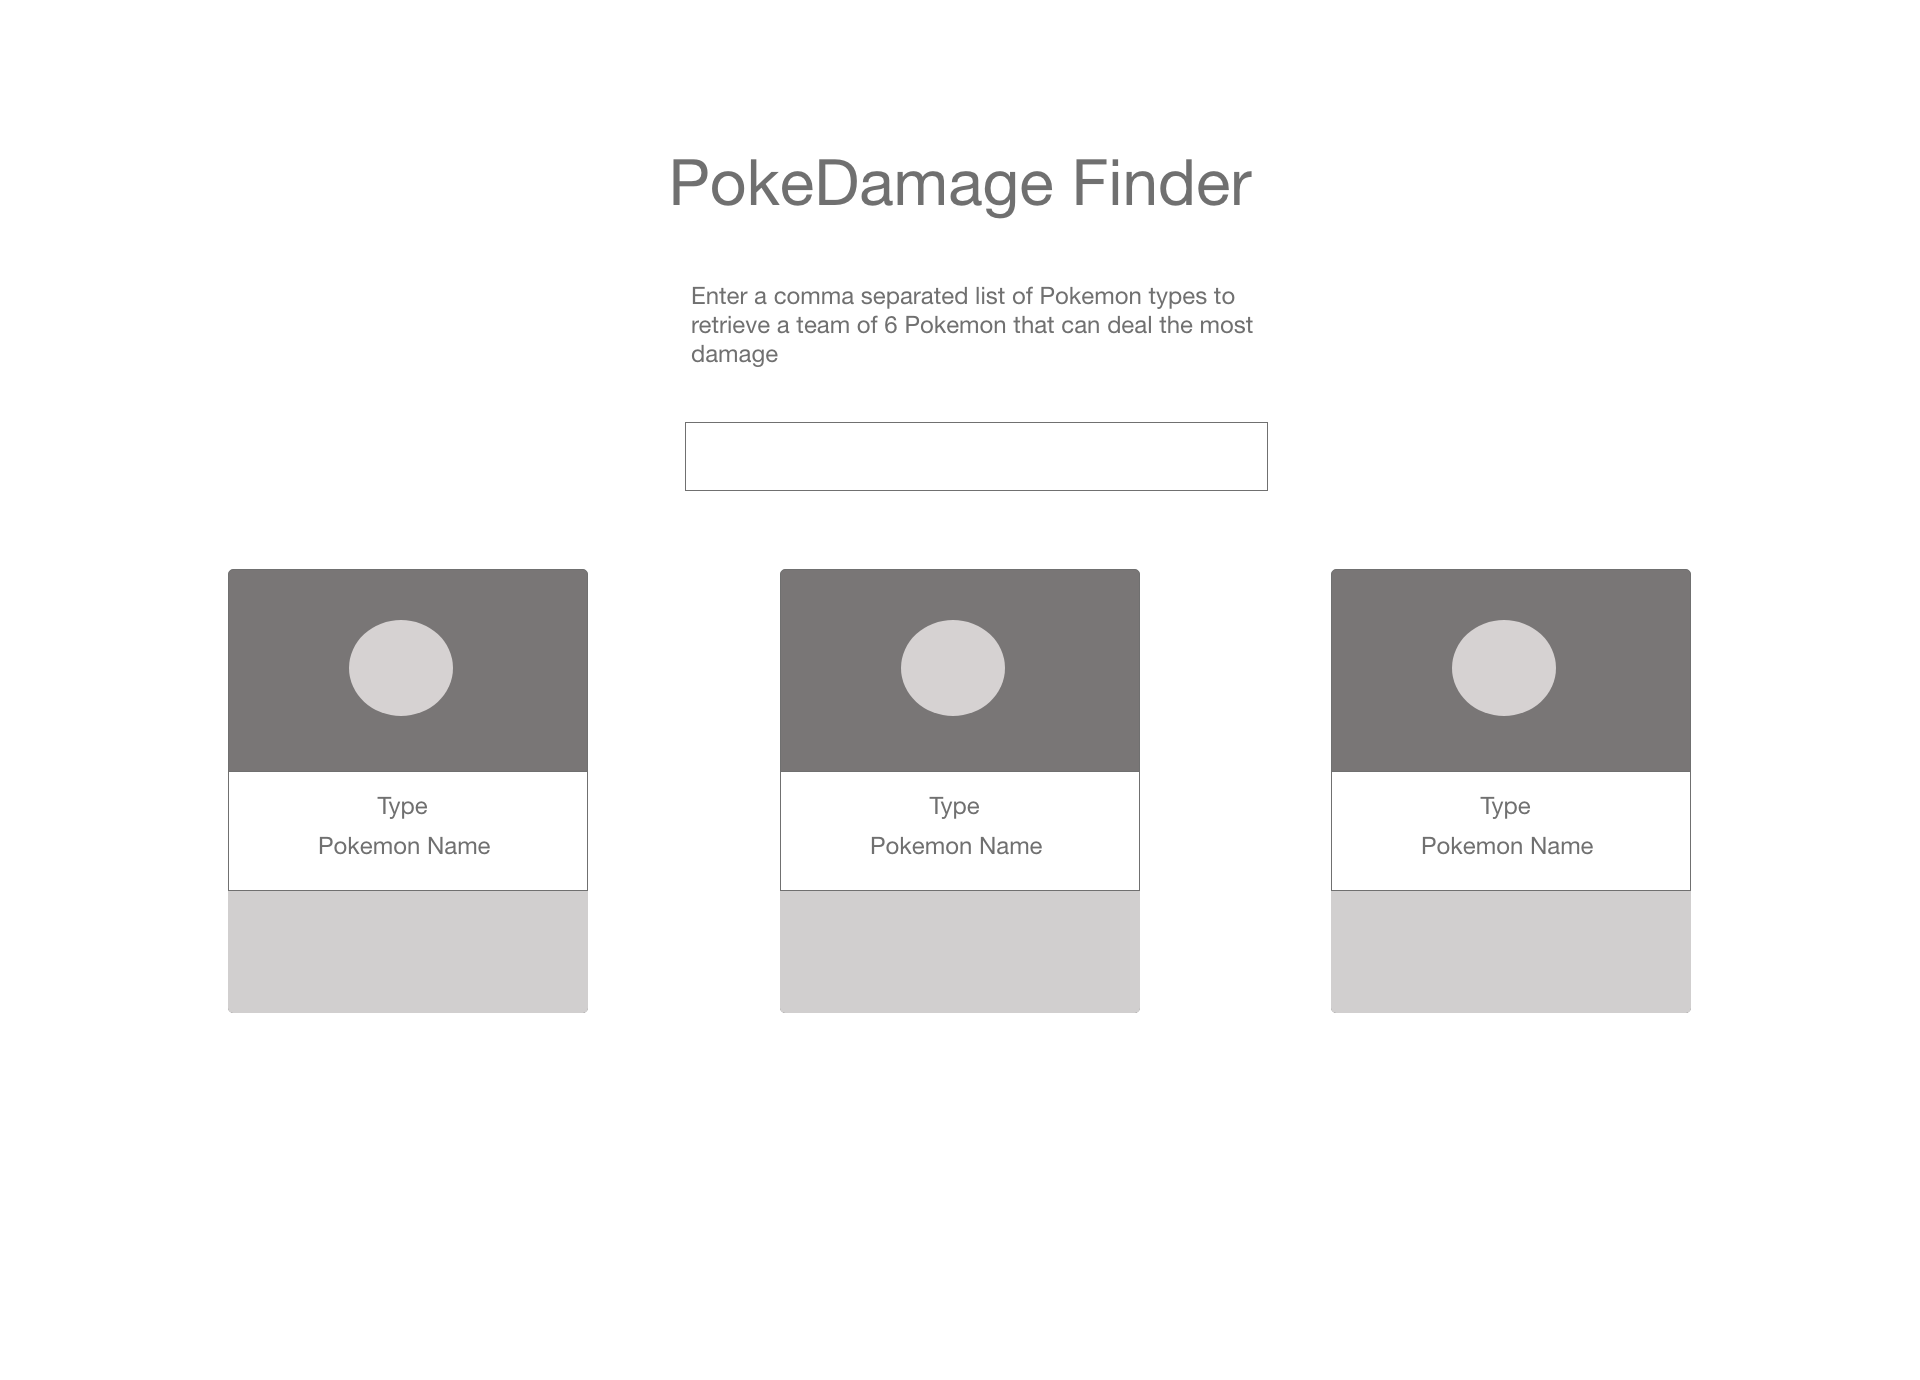 PokeDamage Finder
Enter a comma separated list of Pokemon types to
retrieve a team of 6 Pokemon that can deal the most
damage
Type
Pokemon Name
Type
Pokemon Name
Type
Pokemon Name